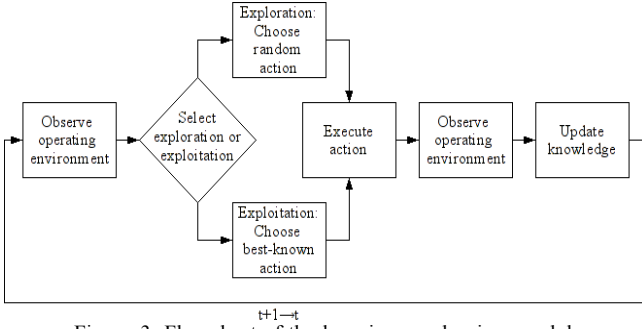 Exploration:
Choose
random
action
Observe
operating
environment
Select
exploration or
exploitation
Execute
action
Observe
operating
environment
Update
knowledge
Exploitation:
Choose
best-known
action
t+1→t